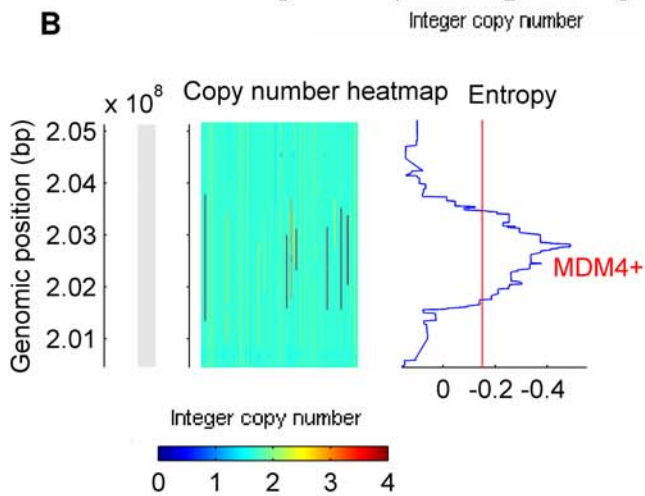 B
Integer copy number
x 10^8
Copy number heatmap
Entropy
Genomic position (bp)
2.05
2.04
2.03
2.02
2.01
MDM4+
0 -0.2 -0.4
Integer copy number
0 1 2 3 4